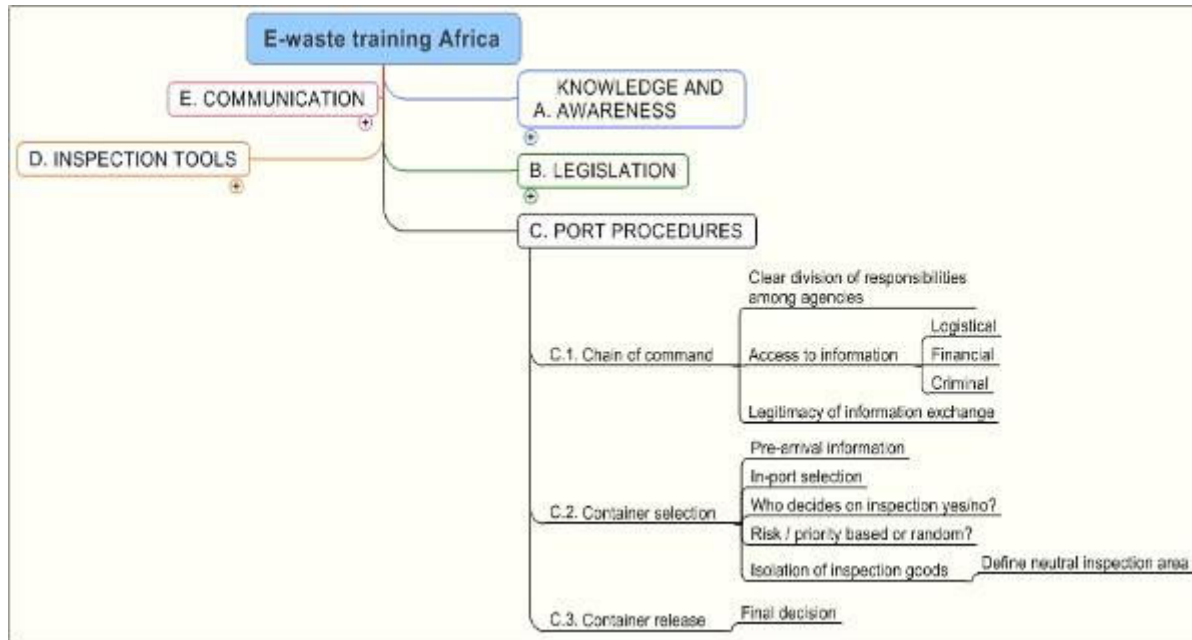 E-waste training Africa
E. COMMUNICATION
D. INSPECTION TOOLS
KNOWLEDGE AND
A. AWARENESS
B. LEGISLATION
C. PORT PROCEDURES
C.1. Chain of command
Clear division of responsibilities
among agencies
Access to information
Logistical
Financial
Criminal
Legitimacy of information exchange
C.2. Container selection
Pre-arrival information
In-port selection
Who decides on inspection yes/no?
Risk / priority based or random?
Isolation of inspection goods
Define neutral inspection area
C.3. Container release
Final decision